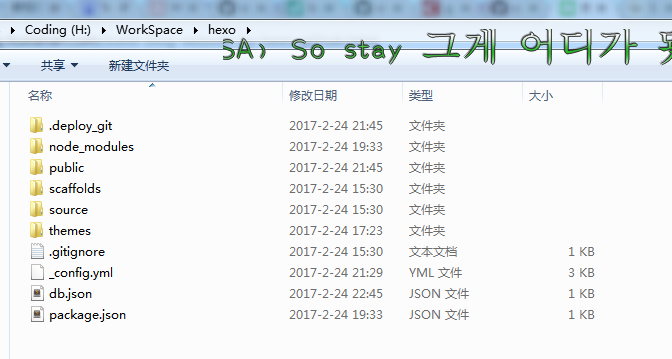 Coding (H:) WorkSpace hexo
SA) So stay 그게 어디가
共享 新建文件夹
名称 修改日期 类型 大小
.deploy_git 2017-2-24 21:45 文件夹
node_modules 2017-2-24 19:33 文件夹
public 2017-2-24 21:45 文件夹
scaffolds 2017-2-24 15:30 文件夹
source 2017-2-24 15:30 文件夹
themes 2017-2-24 17:23 文件夹
.gitignore 2017-2-24 15:30 文本文档 1 KB
_config.yml 2017-2-24 21:29 YML 文件 3 KB
db.json 2017-2-24 22:45 JSON 文件 1 KB
package.json 2017-2-24 19:33 JSON 文件 1 KB